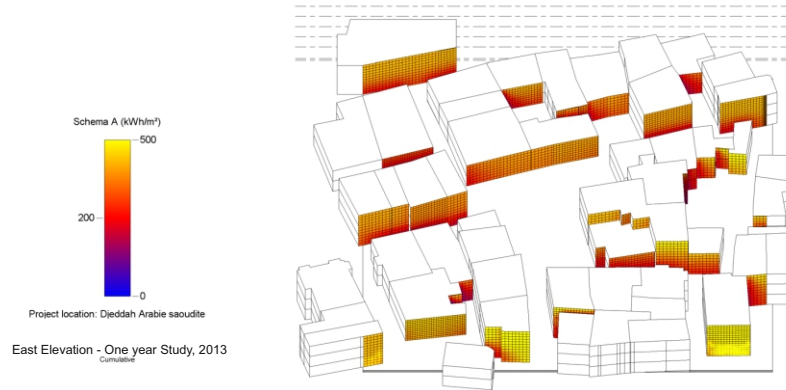 Schema A (kWh/m²)
500
200
0
Project location: Djeddah Arabie saoudite
East Elevation - One year Study, 2013
Cumulative